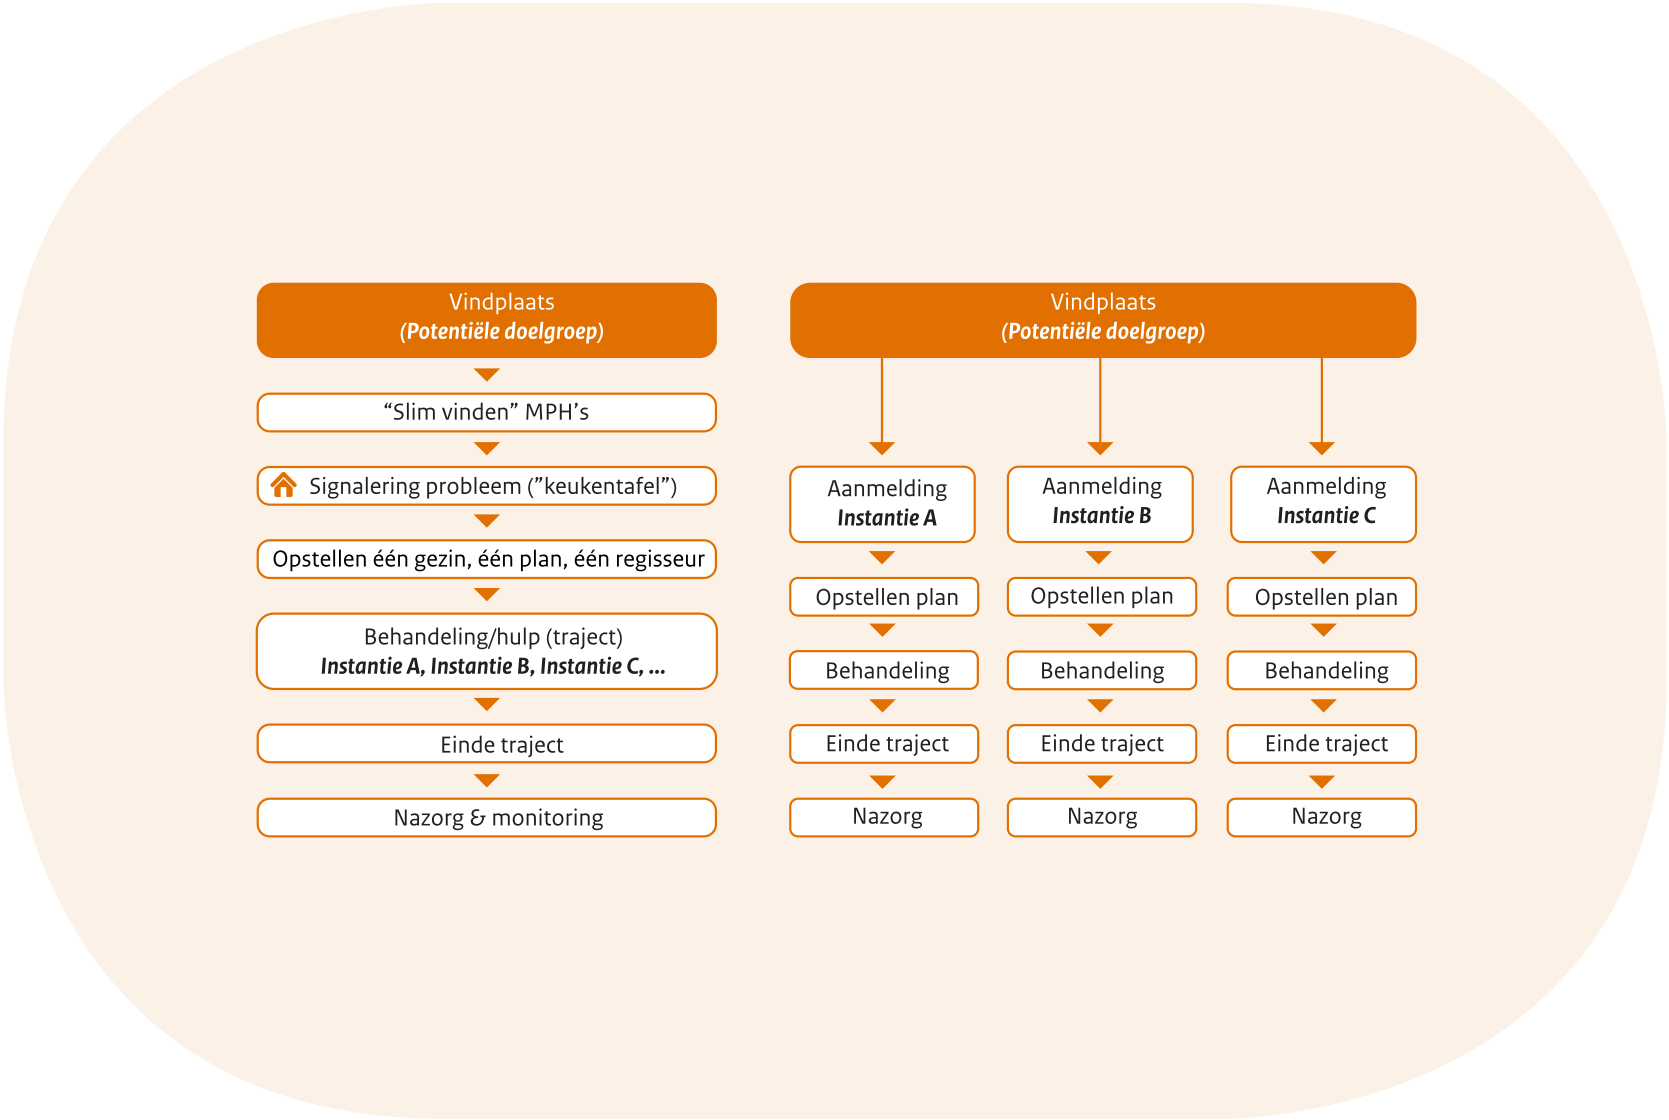 Vindplaats
(Potentiële doelgroep)
“Slim vinden” MPH’s
Signalering probleem (”keukentafel”)
Opstellen één gezin, één plan, één regisseur
Behandeling/hulp (traject)
Instantie A, Instantie B, Instantie C, ...
Einde traject
Nazorg & monitoring
Vindplaats
(Potentiële doelgroep)
Aanmelding
Instantie A
Opstellen plan
Behandeling
Einde traject
Nazorg
Aanmelding
Instantie B
Opstellen plan
Behandeling
Einde traject
Nazorg
Aanmelding
Instantie C
Opstellen plan
Behandeling
Einde traject
Nazorg